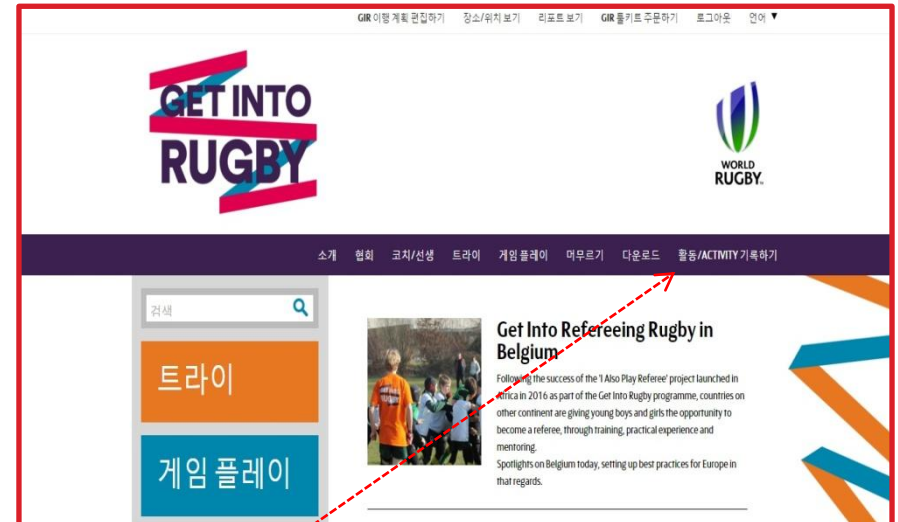 GIR 이행 계획 편집하기 장소/위치 보기 리포트 보기 GIR 툴키트 주문하기 로그아웃 언어 ▼
GET INTO
RUGBY
WORLD
RUGBY™
소개 협회 코치/선생 트라이 게임 플레이 머무르기 다운로드 활동/ACTIVITY 기록하기
검색
트라이
게임 플레이
Get Into Refereeing Rugby in
Belgium
Following the success of the 'I Also Play Referee' project launched in
Africa in 2016 as part of the Get Into Rugby programme, countries on
other continent are giving young boys and girls the opportunity to
become a referee, through training, practical experience and
mentoring.
Spotlights on Belgium today, setting up best practices for Europe in
that regards.